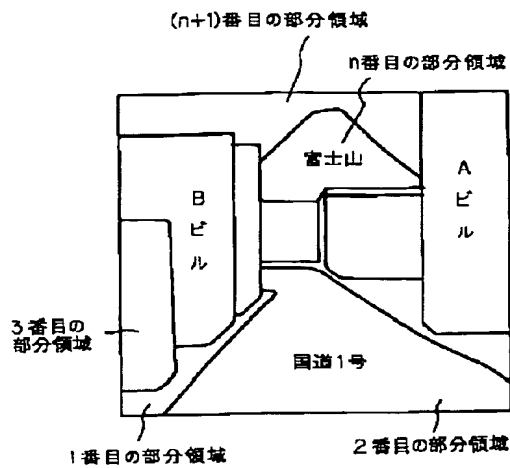 (n+1)番目の部分領域
n番目の部分領域
富士山
Aビル
Bビル
3番目の
部分領域
国道1号
1番目の部分領域
2番目の部分領域